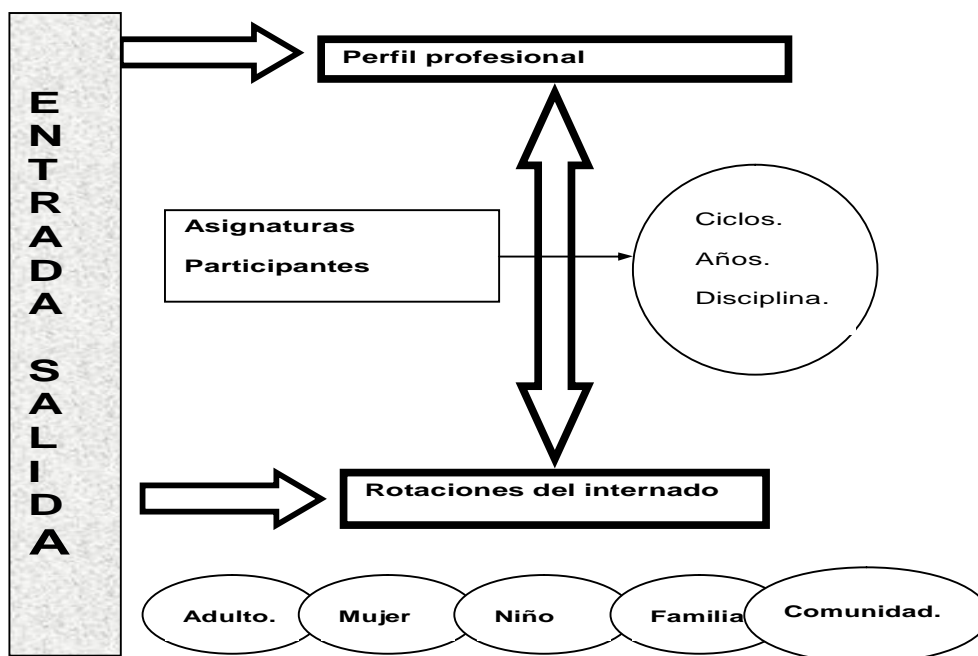 ENTRADA SALIDA
Perfil profesional
Asignaturas
Participantes
Ciclos.
Años.
Disciplina.
Rotaciones del internado
Adulto.
Mujer
Niño
Familia
Comunidad.